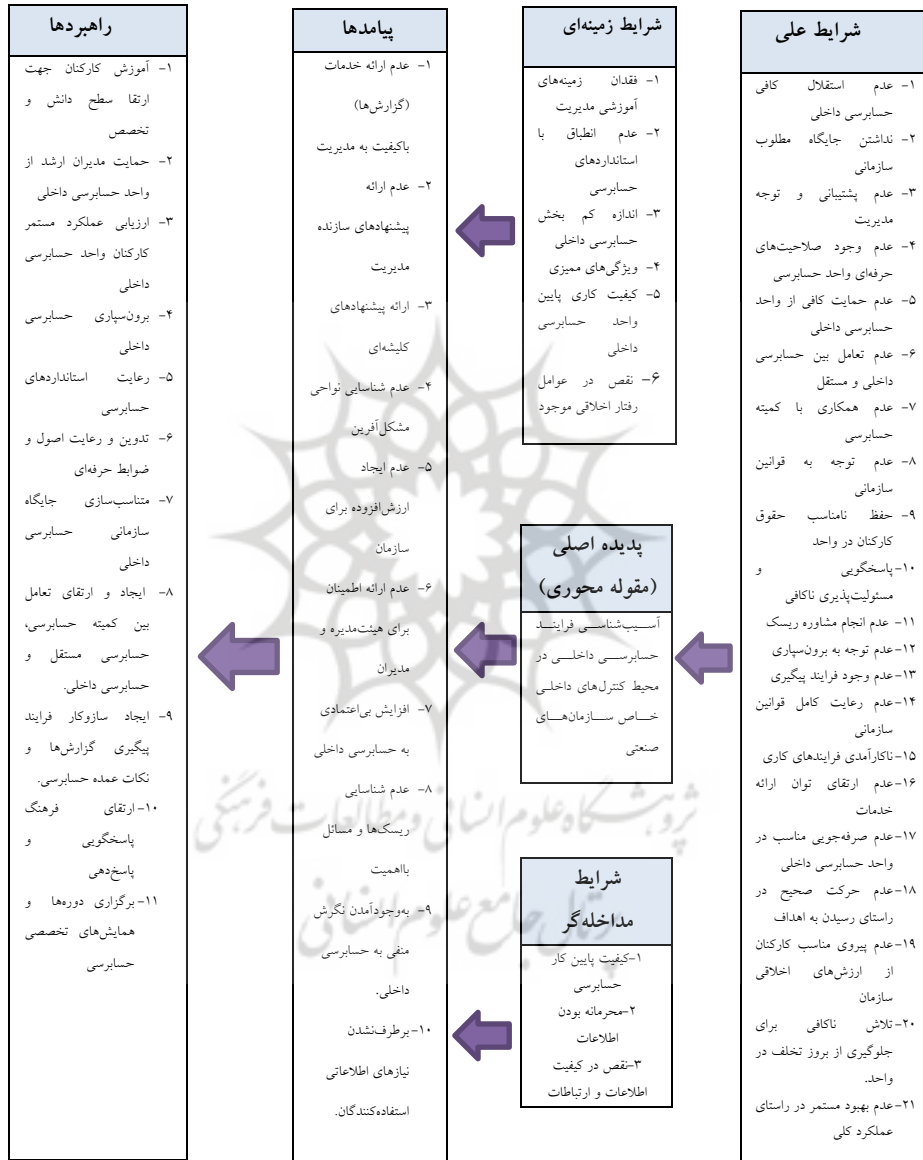 شرایط علی
۱- عدم استقلال کافی
حسابرسی داخلی
۲- نداشتن جایگاه مطلوب
سازمانی
۳- عدم پشتیبانی و توجه
مدیریت
۴- عدم وجود صلاحیت‌های
حرفه‌ای واحد حسابرسی
۵- عدم حمایت کافی از واحد
حسابرسی داخلی
۶- عدم تعامل بین حسابرسی
داخلی و مستقل
۷- عدم همکاری با کمیته
حسابرسی
۸- عدم توجه به قوانین
سازمانی
۹- حفظ نامناسب حقوق
کارکنان در واحد
۱۰-پاسخگویی و
مسئولیت‌پذیری ناکافی
۱۱- عدم انجام مشاوره ریسک
۱۲-عدم توجه به برون‌سپاری
۱۳-عدم وجود فرایند پیگیری
۱۴-عدم رعایت کامل قوانین
سازمانی
۱۵-ناکارآمدی فرایندهای کاری
۱۶-عدم ارتقای توان ارائه
خدمات
۱۷-عدم صرفه‌جویی مناسب در
واحد حسابرسی داخلی
۱۸-عدم حرکت صحیح در
راستای رسیدن به اهداف
۱۹-عدم پیروی مناسب کارکنان
از ارزش‌های اخلاقی
سازمان
۲۰-تلاش ناکافی برای
جلوگیری از بروز تخلف در
واحد.
۲۱-عدم بهبود مستمر در راستای
عملکرد کلی
شرایط زمینه‌ای
۱- فقدان زمینه‌های
آموزشی مدیریت
۲- عدم انطباق با
استانداردهای
حسابرسی
۳- اندازه کم بخش
حسابرسی داخلی
۴- ویژگی‌های ممیزی
۵- کیفیت کاری پایین
واحد حسابرسی
داخلی
۶- نقص در عوامل
رفتار اخلاقی موجود
پدیده اصلی
(مقوله محوری)
آسیب‌شناسی فرایند
حسابرسی داخلی در
محیط کنترل‌های داخلی
خاص سازمان‌های
صنعتی
شرایط
مداخله‌گر
۱-کیفیت پایین کار
حسابرسی
۲-محرمانه بودن
اطلاعات
۳-نقص در کیفیت
اطلاعات و ارتباطات
پیامدها
۱- عدم ارائه خدمات
(گزارش‌ها)
باکیفیت به مدیریت
۲- عدم ارائه
پیشنهادهای سازنده
مدیریت
۳- ارائه پیشنهادهای
کلیشه‌ای
۴- عدم شناسایی نواحی
مشکل‌آفرین
۵- عدم ایجاد
ارزش‌افزوده برای
سازمان
۶- عدم ارائه اطمینان
برای هیئت‌مدیره و
مدیران
۷- افزایش بی‌اعتمادی
به حسابرسی داخلی
۸- عدم شناسایی
ریسک‌ها و مسائل
بااهمیت
۹- به‌وجودآمدن نگرش
منفی به حسابرسی
داخلی.
۱۰-برطرف‌نشدن
نیازهای اطلاعاتی
استفاده‌کنندگان.
راهبردها
۱- آموزش کارکنان جهت
ارتقا سطح دانش و
تخصص
۲- حمایت مدیران ارشد از
واحد حسابرسی داخلی
۳- ارزیابی عملکرد مستمر
کارکنان واحد حسابرسی
داخلی
۴- برون‌سپاری حسابرسی
داخلی
۵- رعایت استانداردهای
حسابرسی
۶- تدوین و رعایت اصول و
ضوابط حرفه‌ای
۷- متناسب‌سازی جایگاه
سازمانی حسابرسی
داخلی
۸- ایجاد و ارتقای تعامل
بین کمیته حسابرسی،
حسابرسی مستقل و
حسابرسی داخلی.
۹- ایجاد سازوکار فرایند
پیگیری گزارش‌ها و
نکات عمده حسابرسی.
۱۰-ارتقای فرهنگ
پاسخگویی و
پاسخ‌دهی
۱۱-برگزاری دوره‌ها و
همایش‌های تخصصی
حسابرسی
پژوهشگاه علوم انسانی و مطالعات فرهنگی
پرتال جامع علوم انسانی